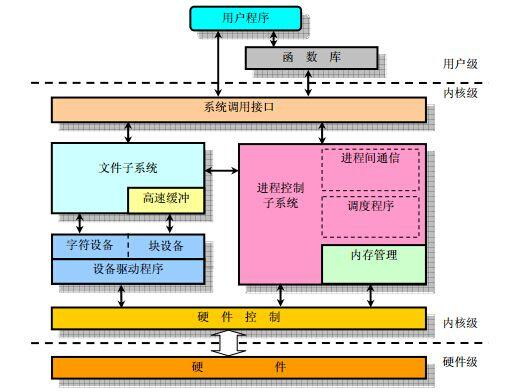 用户程序
函 数 库
用户级
内核级
系统调用接口
文件子系统
高速缓冲
进程控制
子系统
进程间通信
调度程序
内存管理
字符设备
块设备
设备驱动程序
硬 件 控 制
内核级
硬件级
硬 件